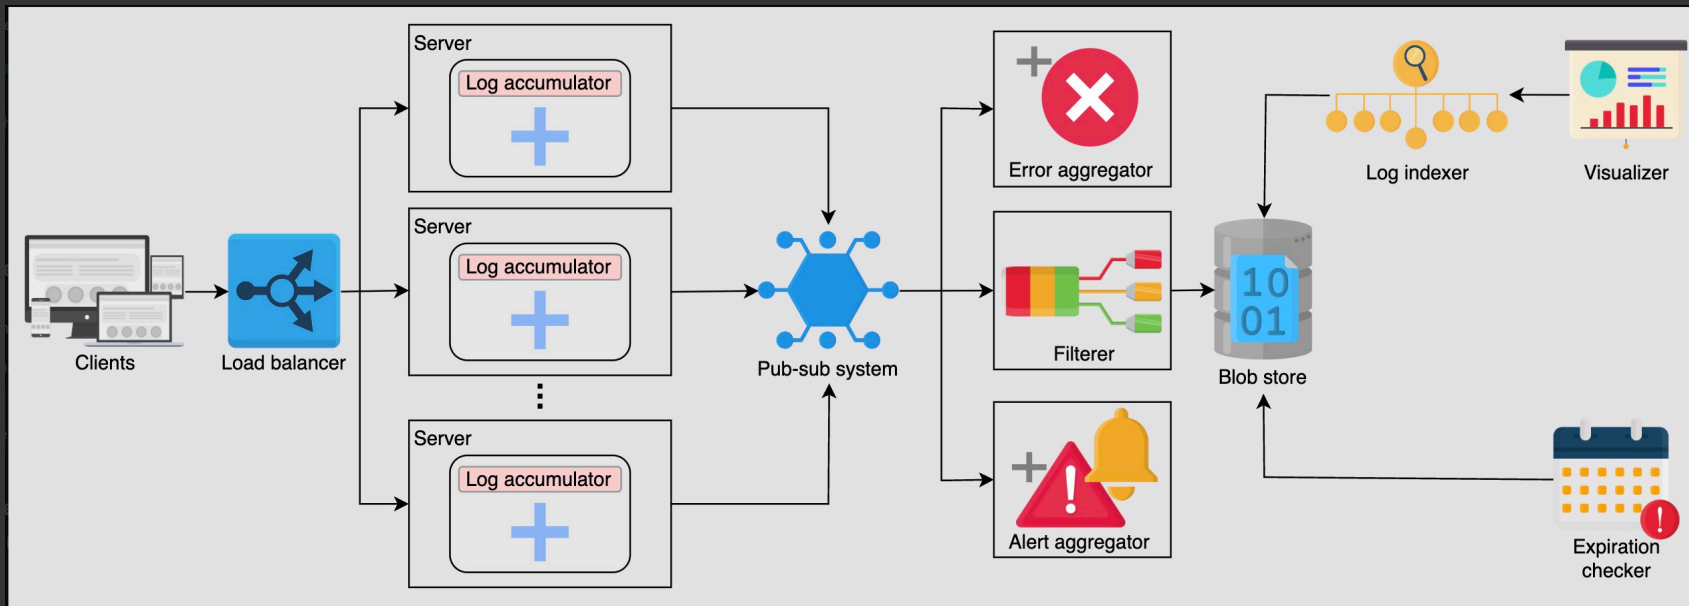 Server
Log accumulator
Server
Log accumulator
Server
Log accumulator
Clients
Load balancer
Pub-sub system
Error aggregator
Filterer
Alert aggregator
10
01
Blob store
Log indexer
Visualizer
Expiration
checker